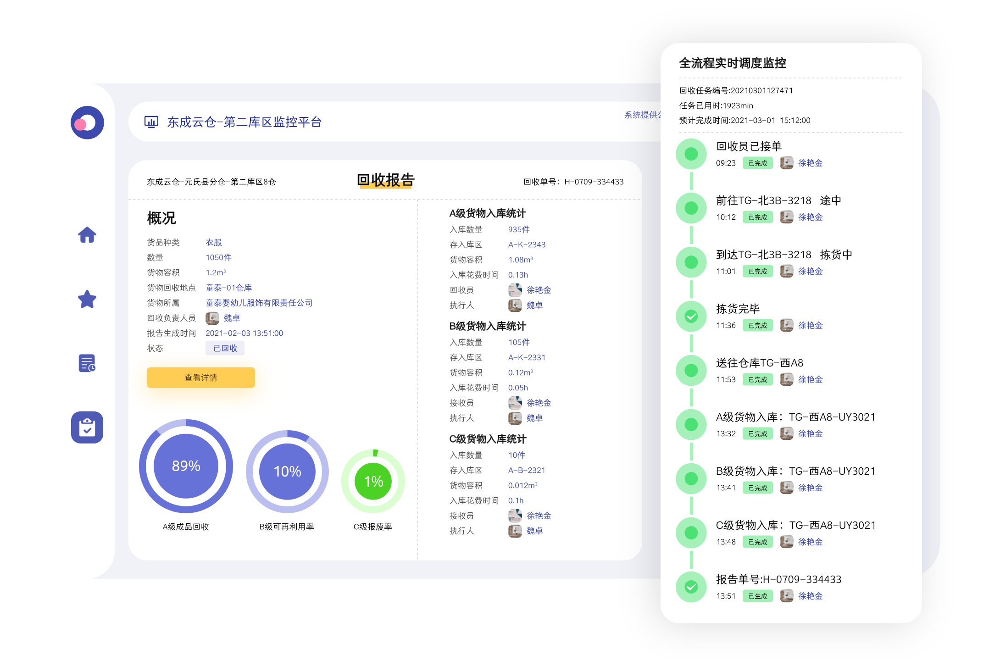 东成云仓-第二库区监控平台
系统提供
东成云仓-元氏县分仓-第二库区8仓
回收报告
回收单号：H-0709-334433
概况
货品种类 衣服
数量 1050件
货物容积 1.2m³
货物回收地点 童泰-01仓库
货物所属 童泰婴幼儿服饰有限责任公司
回收负责人员 魏卓
报告生成时间 2021-02-03 13:51:00
状态 已回收
查看详情
89%
10%
1%
A级成品回收
B级可再利用率
C级报废率
A级货物入库统计
入库数量 935件
存入库区 A-K-2343
货物容积 1.08m³
入库花费时间 0.13h
回收员 徐艳金
执行人 魏卓
B级货物入库统计
入库数量 105件
存入库区 A-K-2331
货物容积 0.12m³
入库花费时间 0.05h
接收员 徐艳金
执行人 魏卓
C级货物入库统计
入库数量 10件
存入库区 A-B-2321
货物容积 0.012m³
入库花费时间 0.1h
接收员 徐艳金
执行人 魏卓
全流程实时调度监控
回收任务编号:20210301127471
任务已用时:1923min
预计完成时间:2021-03-01 15:12:00
回收员已接单
09:23 已完成 徐艳金
前往TG-北3B-3218 途中
10:12 已完成 徐艳金
到达TG-北3B-3218 拣货中
11:01 已完成 徐艳金
拣货完毕
11:36 已完成 徐艳金
送往仓库TG-西A8
11:53 已完成 徐艳金
A级货物入库：TG-西A8-UY3021
13:32 已完成 徐艳金
B级货物入库：TG-西A8-UY3021
13:41 已完成 徐艳金
C级货物入库：TG-西A8-UY3021
13:48 已完成 徐艳金
报告单号:H-0709-334433
13:51 已生成 徐艳金